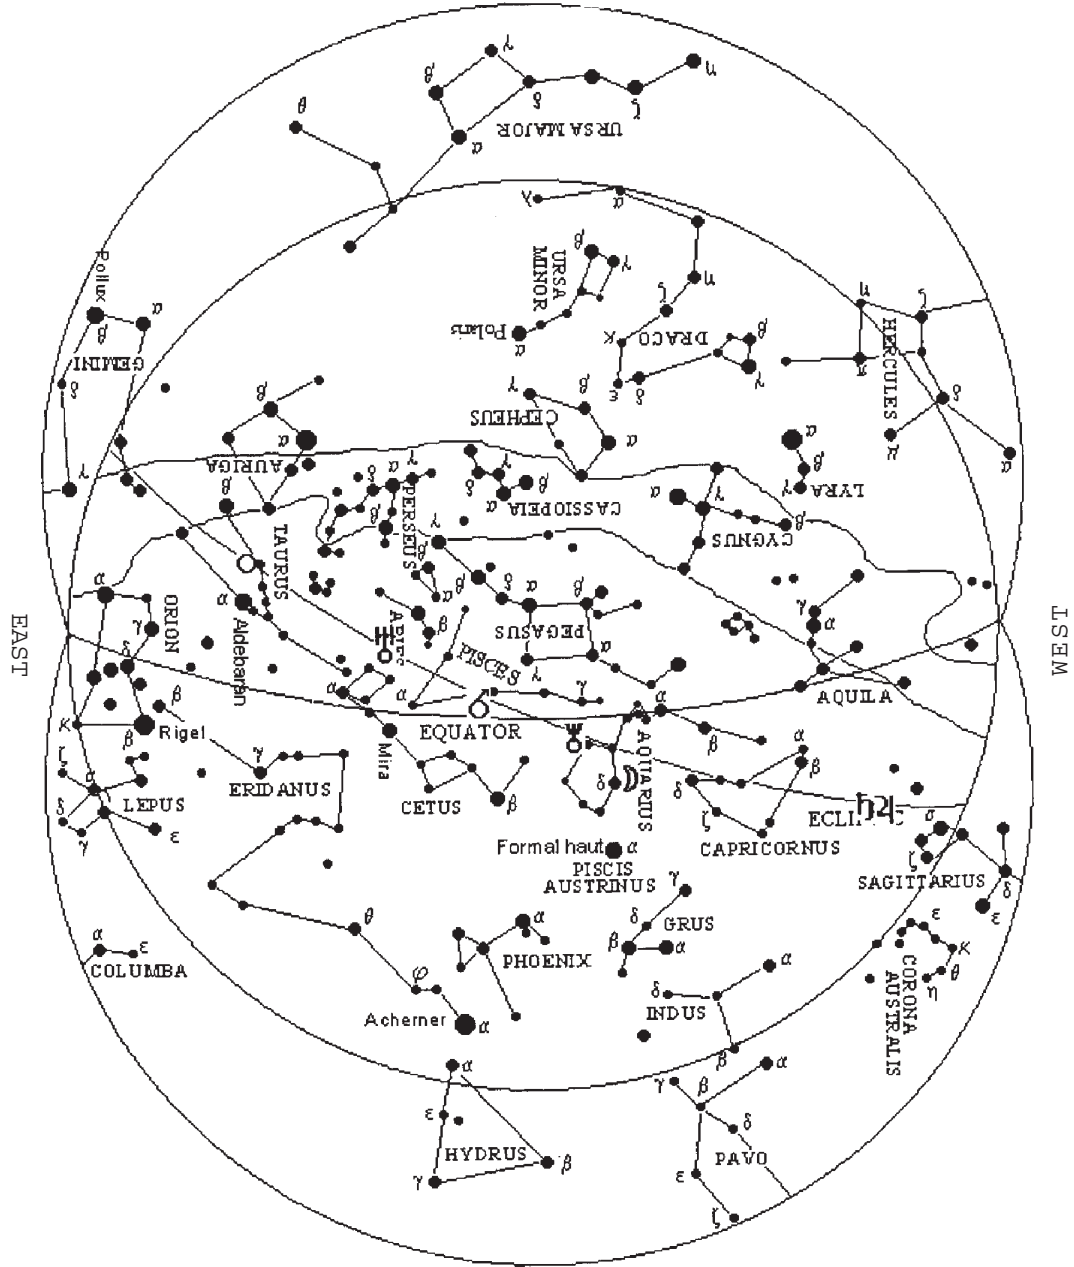 γ
β
η
θ
δ
ζ
URSA MAJOR
α
λ
α
β
γ
URSA
MINOR
η
ζ
Pollux
α
β
GEMINI
δ
Polaris
α
κ
DRACO
β
γ
ε
δ
η
ζ
HERCULES
π
δ
μ
α
β
α
AURIGA
γ
β
CEPHEUS
α
γ
β
TAURUS
δ
α
γ
PERSEUS
β
δ
γ
α
β
CASSIOPEIA
α
γ
CYGNUS
β
α
β
γ
LYRA
EAST
WEST
α
ORION
γ
δ
κ
β
Rigel
α
Aldebaran
γ
β
α
β
δ
α
β
PEGASUS
γ
α
PISCES
α
γ
α
β
γ
α
AQUILA
EQUATOR
Mira
α
β
AQUARIUS
δ
ζ
α
LEPUS
δ
γ
ε
β
γ
ERIDANUS
CETUS
β
α
β
δ
ζ
CAPRICORNUS
Formal haut
α
PISCIS
AUSTRINUS
σ
ζ
SAGITTARIUS
δ
γ
δ
GRUS
β
α
ε
κ
θ
η
CORONA
AUSTRALIS
α
ε
COLUMBA
θ
φ
Acherner
α
α
PHOENIX
α
δ
INDUS
β
α
ε
HYDRUS
γ
β
γ
β
α
δ
PAVO
ε
ζ